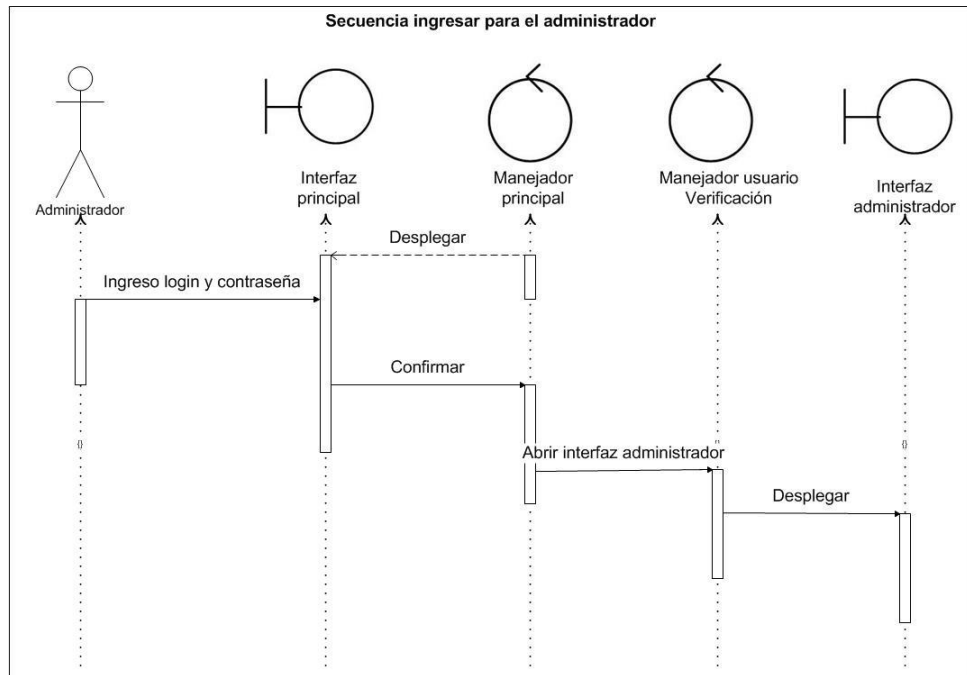 Secuencia ingresar para el administrador
Administrador
Interfaz
principal
Manejador
principal
Manejador usuario
Verificación
Interfaz
administrador
Desplegar
Ingreso login y contraseña
Confirmar
{}
{}
Abrir interfaz administrador
Desplegar